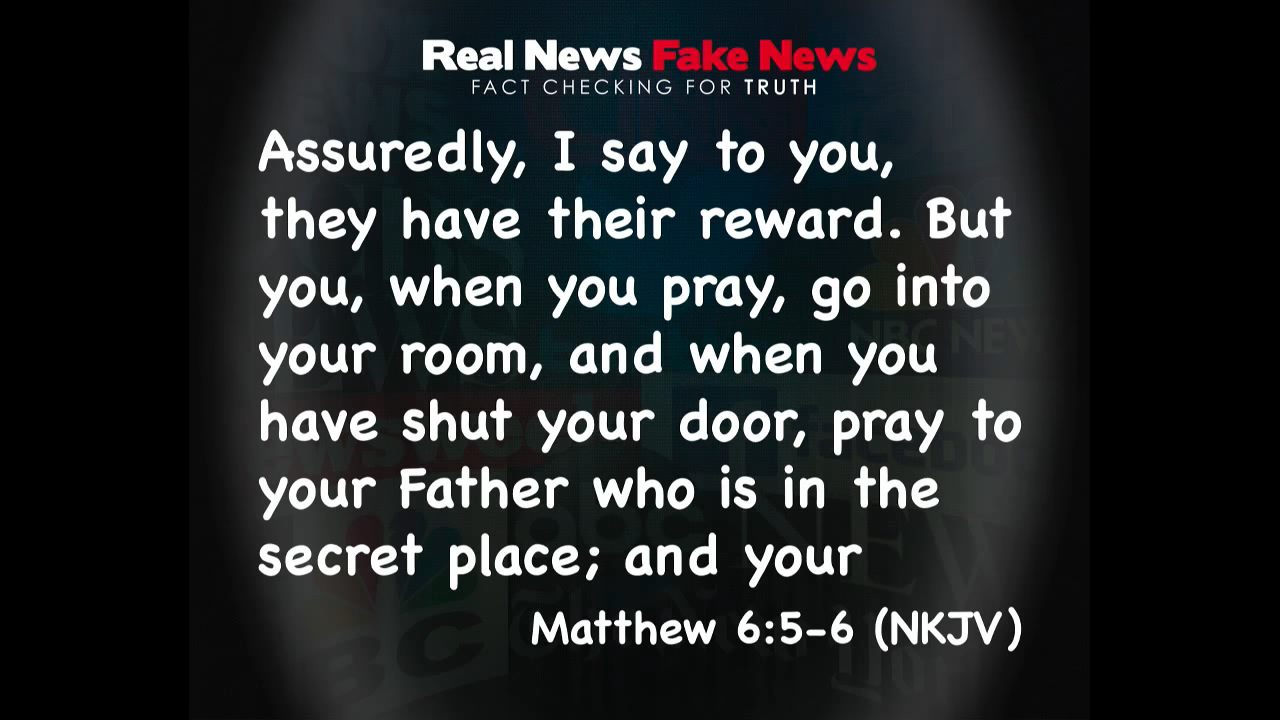 Real News Fake News
FACT CHECKING FOR TRUTH
Assuredly, I say to you,
they have their reward. But
you, when you pray, go into
your room, and when you
have shut your door, pray to
your Father who is in the
secret place; and your
Matthew 6:5-6 (NKJV)